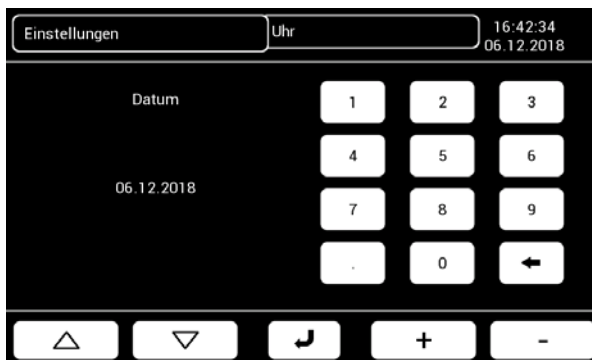 Einstellungen
Uhr
16:42:34
06.12.2018
Datum
1 2 3
4 5 6
06.12.2018
7 8 9
. 0
+ -